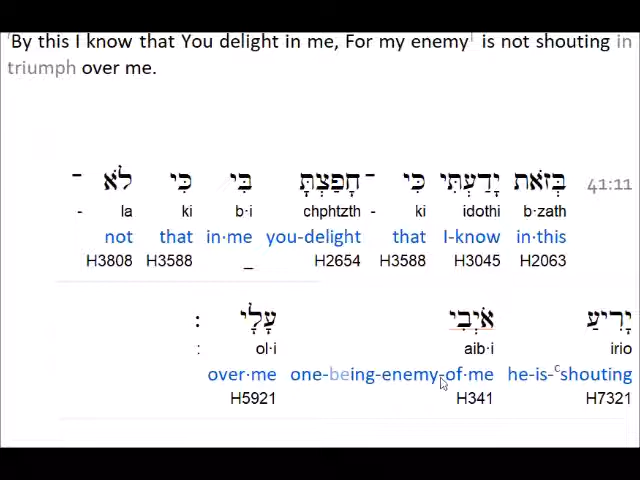 By this I know that You delight in me, For my enemy is not shouting in
triumph over me.
בְּזֹאת יָדַעְתִּי כִּי־ חָפַצְתָּ בִּי כִּי לֹא־ 41:11
- la ki b·i chphtzth - ki idothi b·zath
not that in·me you-delight that I-know in·this
H3808 H3588 _ H2654 H3588 H3045 H2063
יָרִיעַ אֹיְבִי עָלָי :
: ol·i aib·i irio
over·me one-being-enemy-of·me he-is-cshouting
H5921 H341 H7321